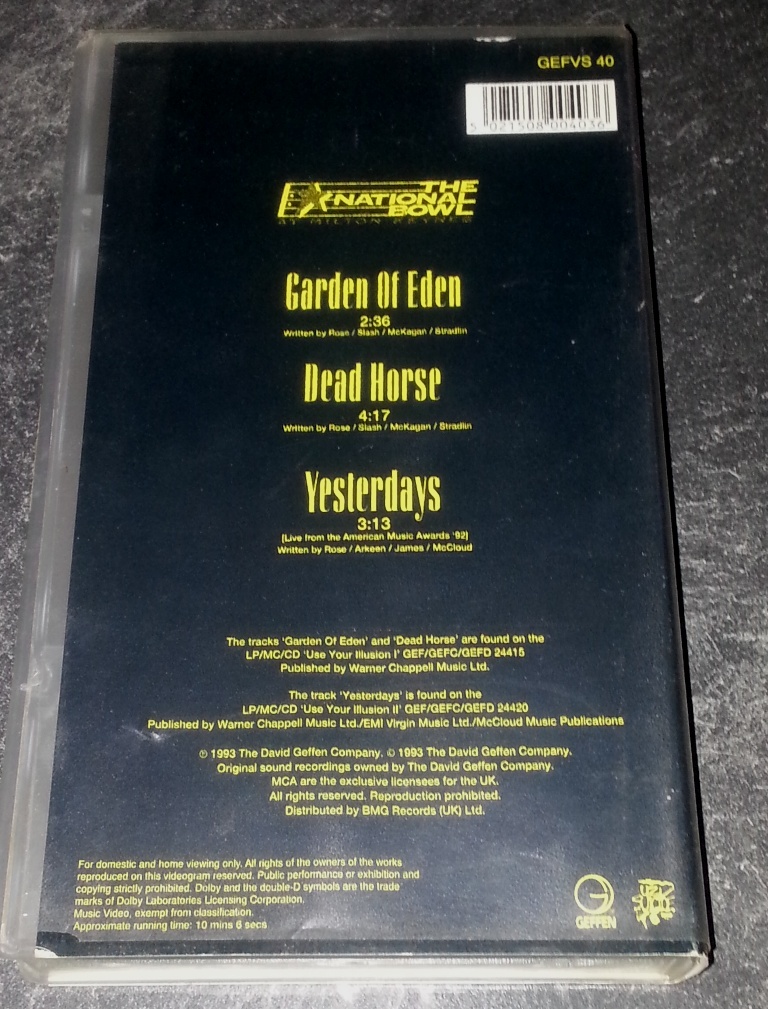 GEFVS 40
5 021508 004036
THE
NATIONAL
BOWL
AT MILTON KEYNES
Garden Of Eden
2:36
Written by Rose / Slash / McKagan / Stradlin
Dead Horse
4:17
Written by Rose / Slash / McKagan / Stradlin
Yesterdays
3:13
[Live from the American Music Awards '92]
Written by Rose / Arkeen / James / McCloud
The tracks 'Garden Of Eden' and 'Dead Horse' are found on the
LP/MC/CD 'Use Your Illusion I' GEF/GEFC/GEFD 24415
Published by Warner Chappell Music Ltd.
The track 'Yesterdays' is found on the
LP/MC/CD 'Use Your Illusion II' GEF/GEFC/GEFD 24420
Published by Warner Chappell Music Ltd./EMI Virgin Music Ltd./McCloud Music Publications
℗ 1993 The David Geffen Company. © 1993 The David Geffen Company.
Original sound recordings owned by The David Geffen Company.
MCA are the exclusive licensees for the UK.
All rights reserved. Reproduction prohibited.
Distributed by BMG Records (UK) Ltd.
For domestic and home viewing only. All rights of the owners of the works
reproduced on this videogram reserved. Public performance or exhibition and
copying strictly prohibited. Dolby and the double-D symbols are the trade
marks of Dolby Laboratories Licensing Corporation.
Music Video, exempt from classification.
Approximate running time: 10 mins 6 secs
GEFFEN